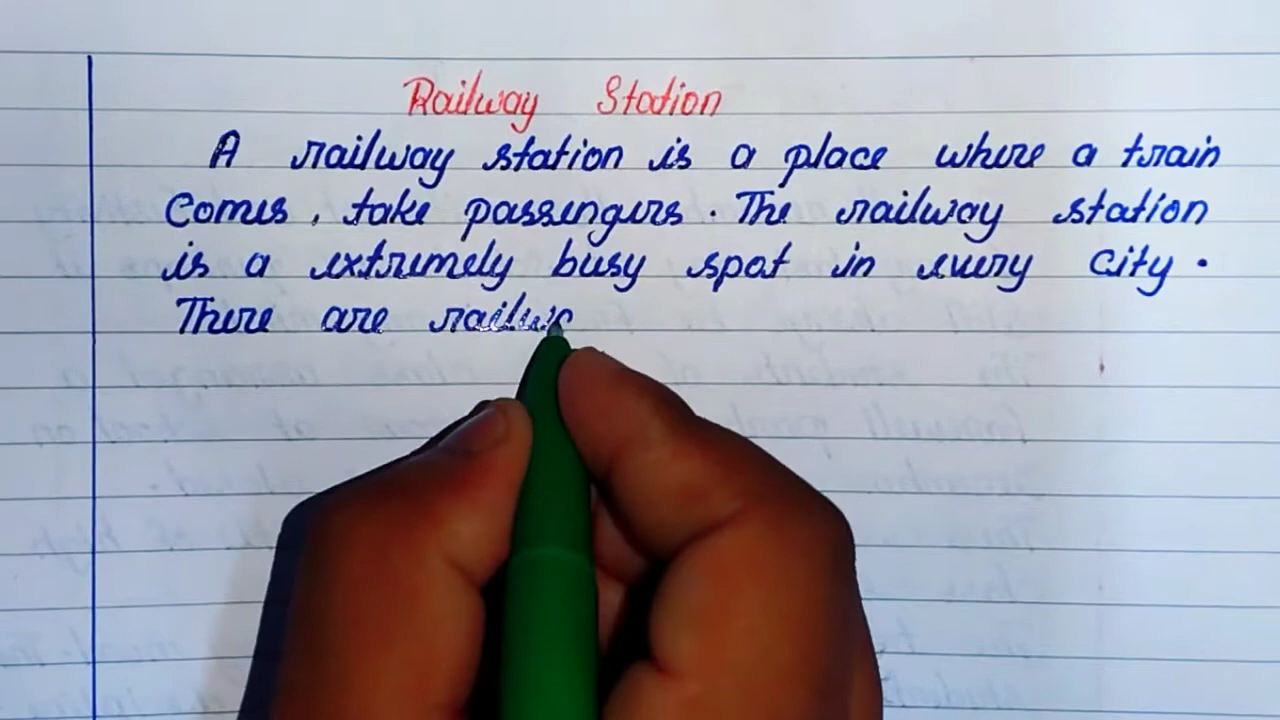 Railway Station
A railway station is a place where a train
comes, take passengers. The railway station
is a extremely busy spot in every city.
There are railwa